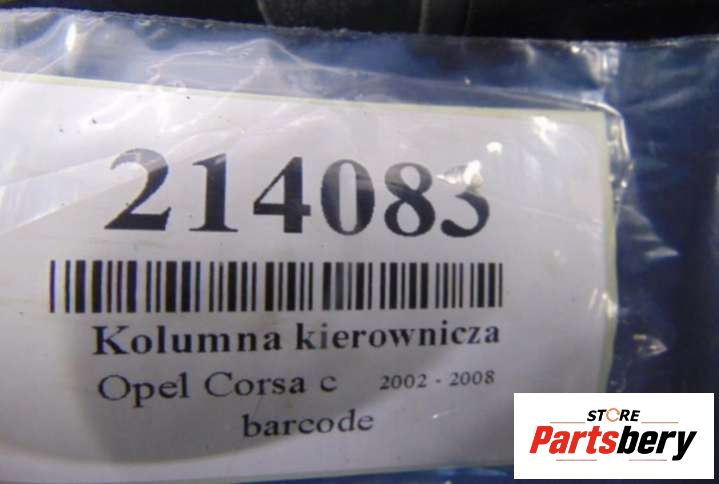 214083
Kolumna kierownicza
Opel Corsa c 2002 - 2008
barcode
STORE
Partsbery